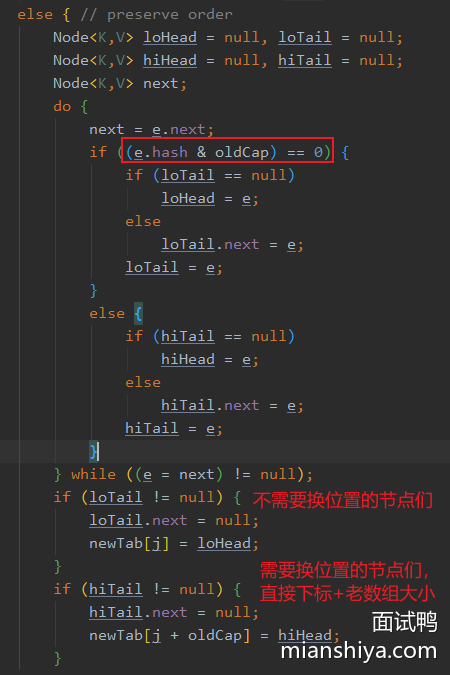 else { // preserve order
Node<K,V> loHead = null, loTail = null;
Node<K,V> hiHead = null, hiTail = null;
Node<K,V> next;
do {
next = e.next;
if ((e.hash & oldCap) == 0) {
if (loTail == null)
loHead = e;
else
loTail.next = e;
loTail = e;
}
else {
if (hiTail == null)
hiHead = e;
else
hiTail.next = e;
hiTail = e;
}
} while ((e = next) != null);
if (loTail != null) { 不需要换位置的节点们
loTail.next = null;
newTab[j] = loHead;
}
需要换位置的节点们,
if (hiTail != null) { 直接下标+老数组大小
hiTail.next = null;
newTab[j + oldCap] = hiHead;
}
面试鸭
mianshiya.com